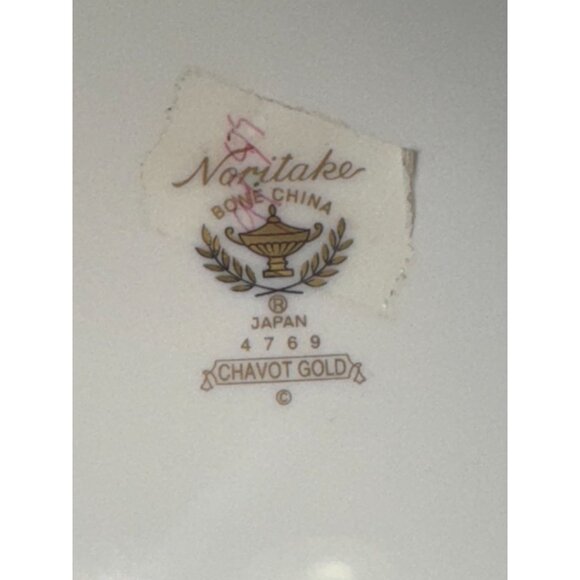 Noritake
BONE CHINA
®
JAPAN
4769
CHAVOT GOLD
©